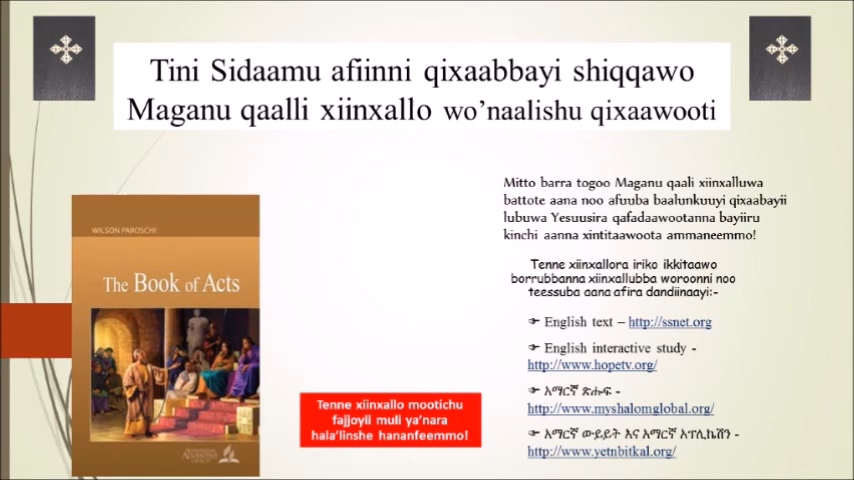 Tini Sidaamu afiinni qixaabbayi shiqqawo
Maganu qaalli xiinxallo wo’naalishu qixaawooti
WILSON PAROSCHI
The Book of Acts
ADVENTIST
Tenne xiinxallo mootichu
fajjoyii muli ya’nara
hala’linshe hananfeemmo!
Mitto barra togoo Maganu qaali xiinxalluwa
battote aana noo afuuba baalunkuuyi qixaabayii
lubuwa Yesuusira qafadaawootanna bayiiru
kinchi aanna xintitaawoota ammaneemmo!
Tenne xiinxallora iriko ikkitaawo
borrubbanna xiinxallubba woroonni noo
teessuba aana afira dandiinaayi:-
☞ English text – http://ssnet.org
☞ English interactive study -
http://www.hopetv.org/
☞ አማርኛ ጽሑፍ -
http://www.myshalomglobal.org/
☞ አማርኛ ውይይት እና አማርኛ አፕሊኬሽን -
http://www.yetnbitkal.org/